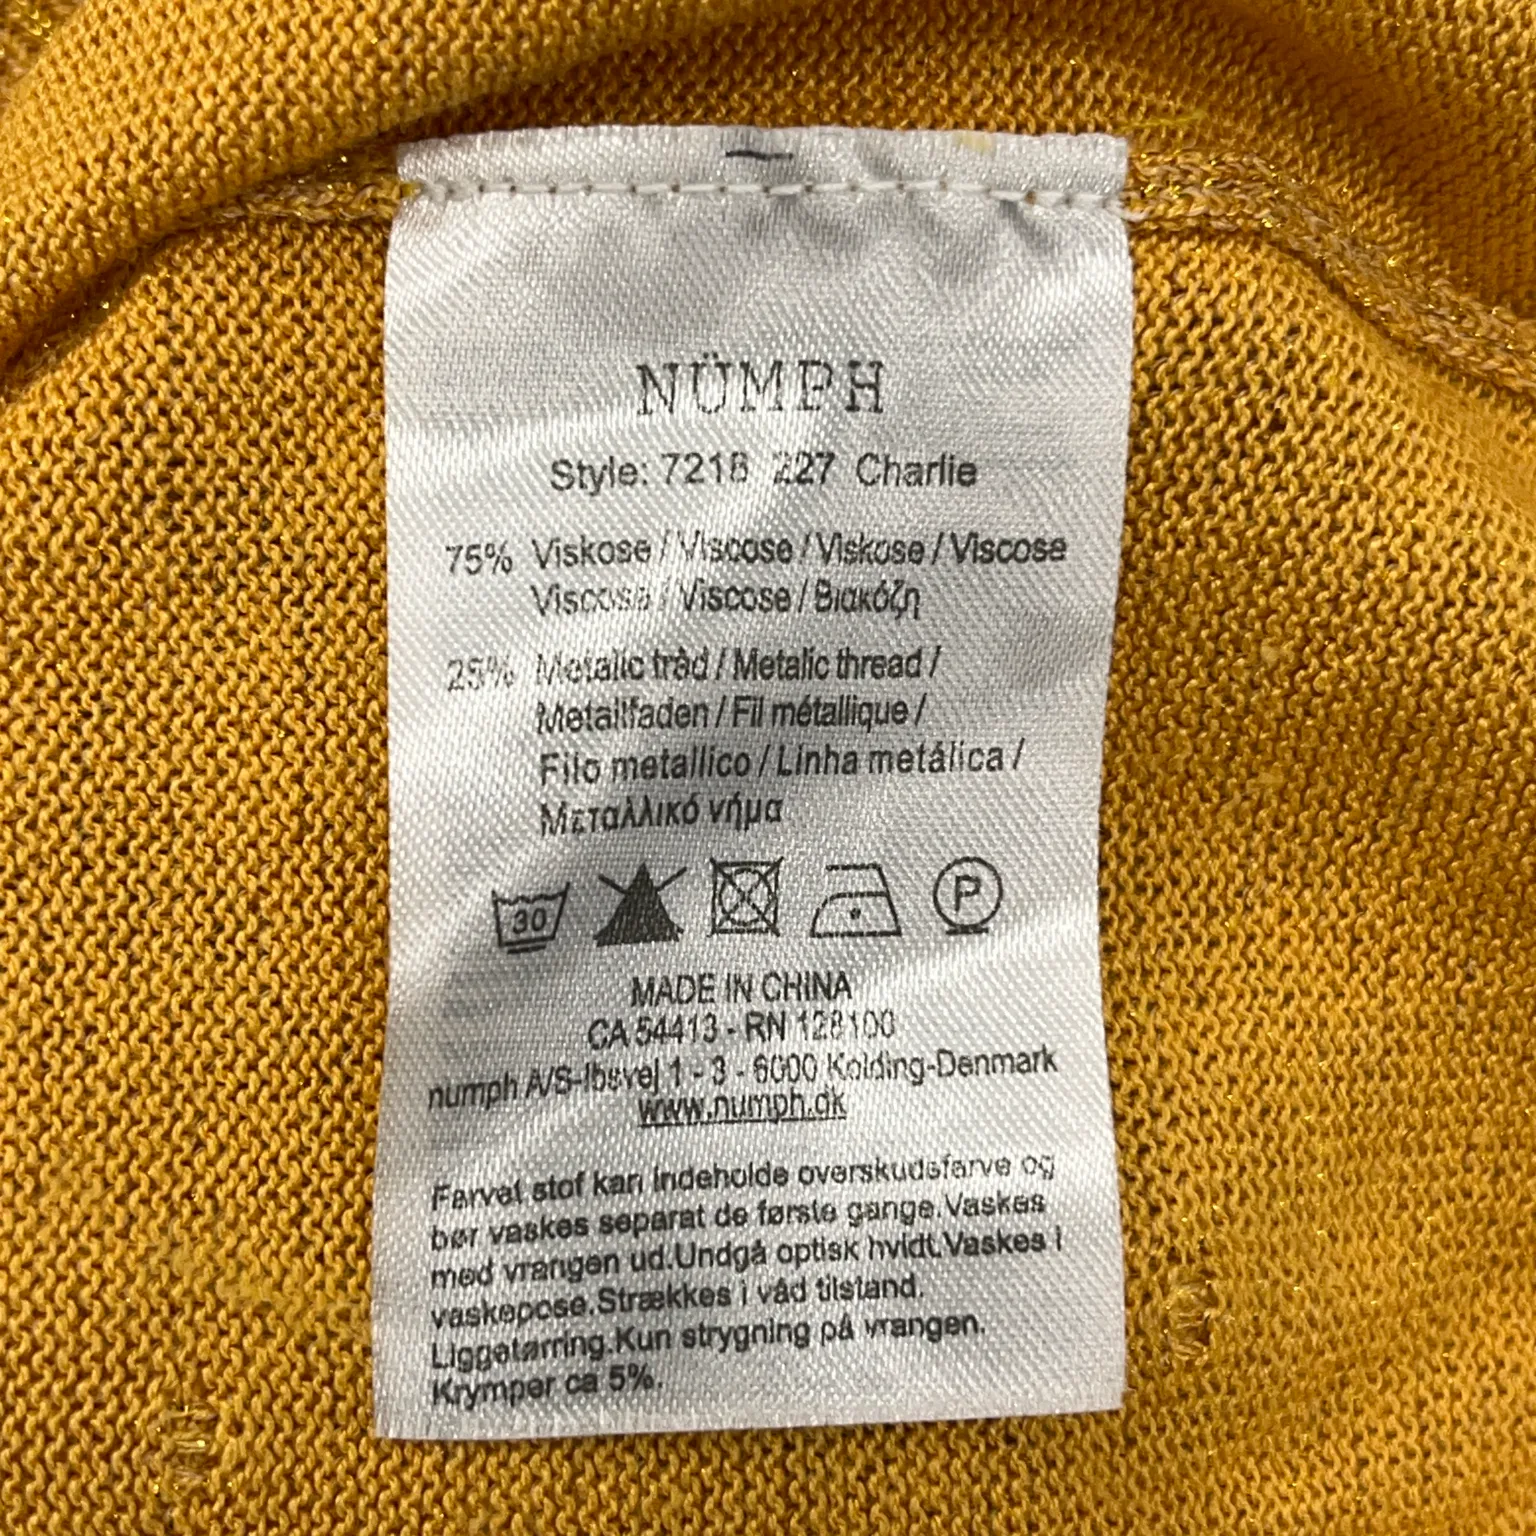 NÜMPH
Style: 7218 227 Charlie
75% Viskose / Viscose / Viskose / Viscose
Viscosa / Viscose / Βιακόζη
25% Metalic tråd / Metalic thread /
Metallfaden / Fil métallique /
Filo metallico / Linha metálica /
Μεταλλικό νήμα
30 P
MADE IN CHINA
CA 54413 - RN 128100
numph A/S-Ibsvej 1 - 3 - 6000 Kolding-Denmark
www.numph.dk
Farvet stof kan indeholde overskudsfarve og
bør vaskes separat de første gange.Vaskes
med vrangen ud.Undgå optisk hvidt.Vaskes i
vaskepose.Strækkes i våd tilstand.
Liggetørring.Kun strygning på vrangen.
Krymper ca 5%.